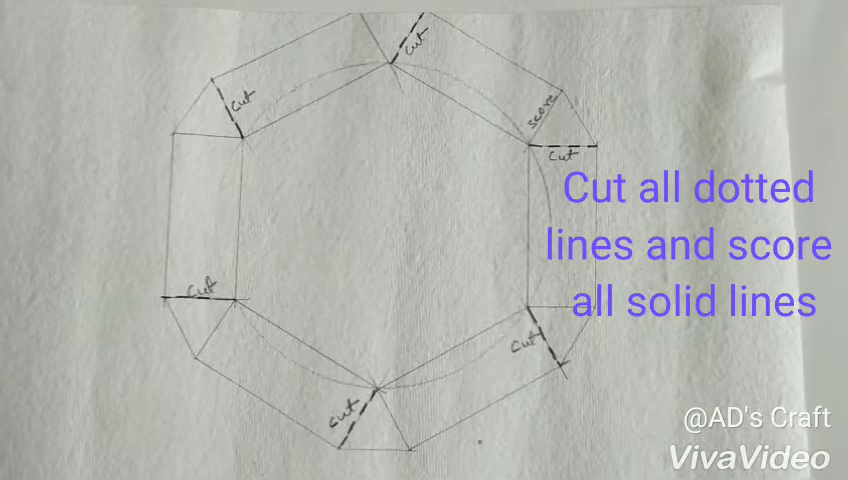 cut
cut
score
cut
Cut all dotted
lines and score
all solid lines
cut
cut
cut
@AD's Craft
VivaVideo